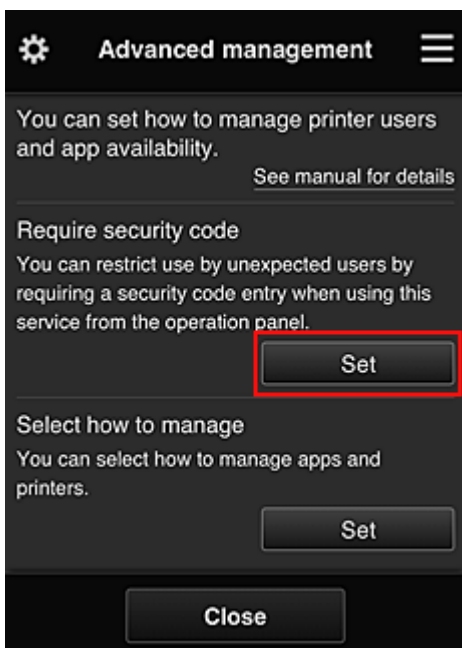 Advanced management
You can set how to manage printer users
and app availability.
See manual for details
Require security code
You can restrict use by unexpected users by
requiring a security code entry when using this
service from the operation panel.
Set
Select how to manage
You can select how to manage apps and
printers.
Set
Close